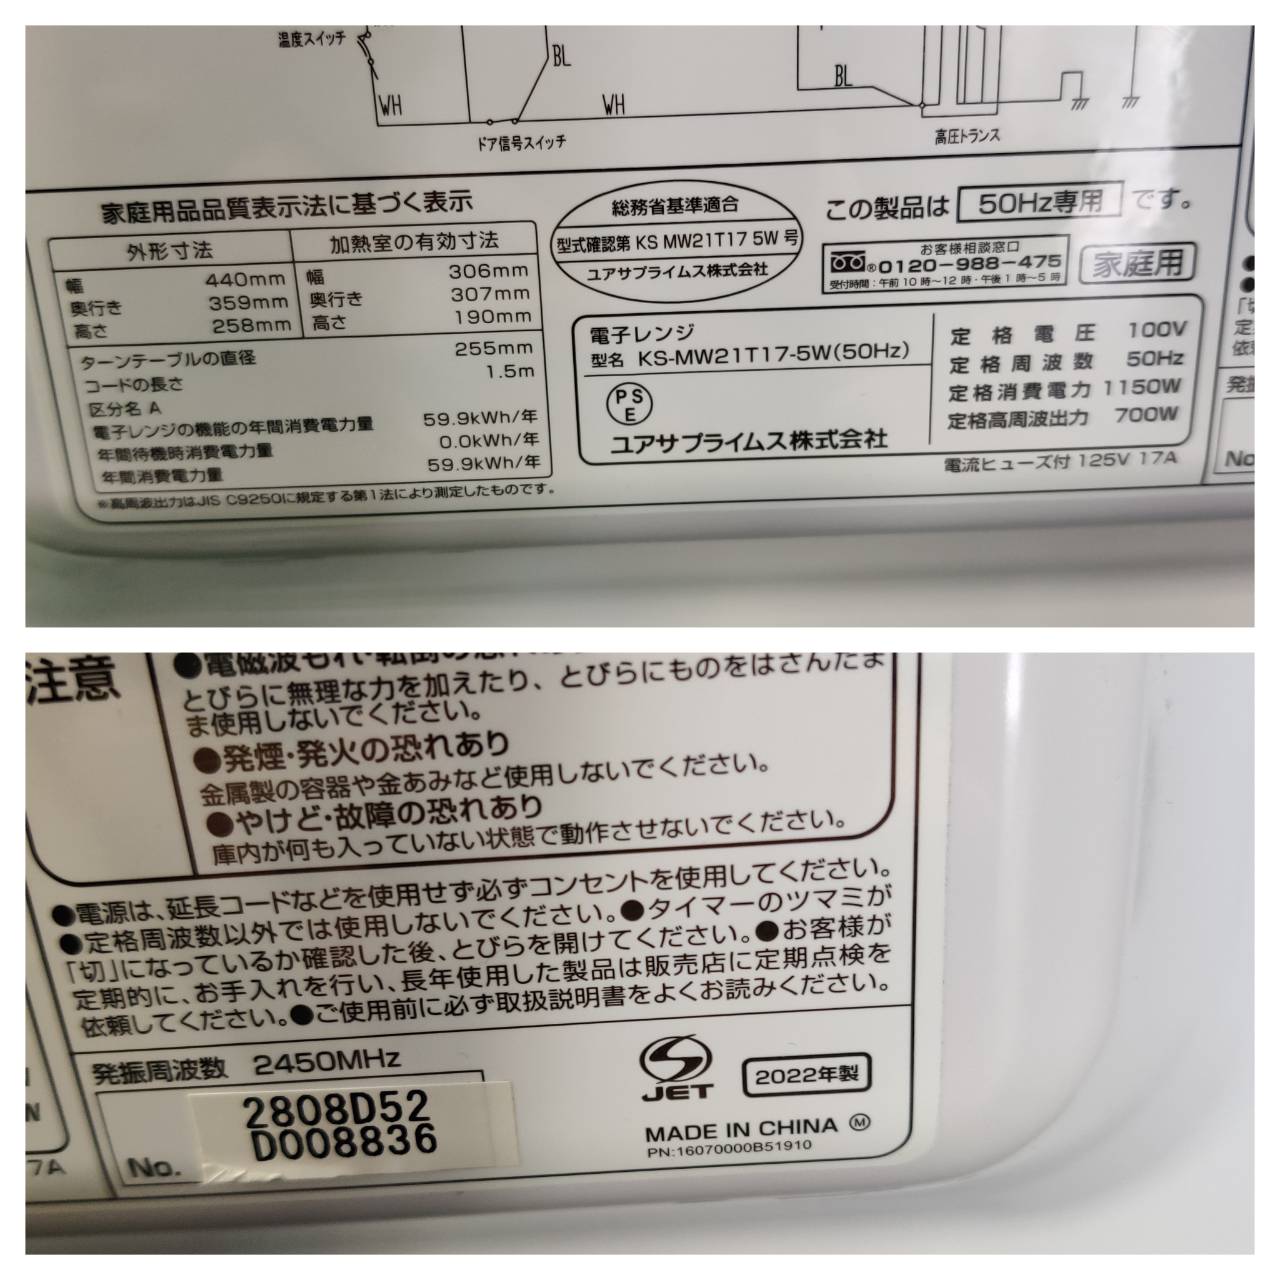 温度スイッチ
BL
WH
WH
BL
ドア信号スイッチ
高圧トランス
家庭用品品質表示法に基づく表示
外形寸法
加熱室の有効寸法
幅 440mm 幅 306mm
奥行き 359mm 奥行き 307mm
高さ 258mm 高さ 190mm
ターンテーブルの直径 255mm
コードの長さ 1.5m
区分名 A
電子レンジの機能の年間消費電力量 59.9kWh/年
年間待機時消費電力量 0.0kWh/年
年間消費電力量 59.9kWh/年
※高周波出力はJIS C9250に規定する第1法により測定したものです。
総務省基準適合
型式確認第 KS MW21T17 5W 号
ユアサプライムス株式会社
この製品は 50Hz専用 です。
お客様相談窓口
®0120-988-475
受付時間：午前10時～12時・午後1時～5時
家庭用
電子レンジ
型名 KS-MW21T17-5W(50Hz)
PS
E
ユアサプライムス株式会社
定格電圧 100V
定格周波数 50Hz
定格消費電力 1150W
定格高周波出力 700W
電流ヒューズ付 125V 17A
No
注意
●電磁波もれ・転倒の恐れ
とびらに無理な力を加えたり、とびらにものをはさんだま
ま使用しないでください。
●発煙・発火の恐れあり
金属製の容器や金あみなど使用しないでください。
●やけど・故障の恐れあり
庫内が何も入っていない状態で動作させないでください。
●電源は、延長コードなどを使用せず必ずコンセントを使用してください。
●定格周波数以外では使用しないでください。●タイマーのツマミが
「切」になっているか確認した後、とびらを開けてください。●お客様が
定期的に、お手入れを行い、長年使用した製品は販売店に定期点検を
依頼してください。●ご使用前に必ず取扱説明書をよくお読みください。
発振周波数 2450MHz
2808D52
D008836
No.
JET
2022年製
MADE IN CHINA Ⓜ
PN:16070000B51910
7A